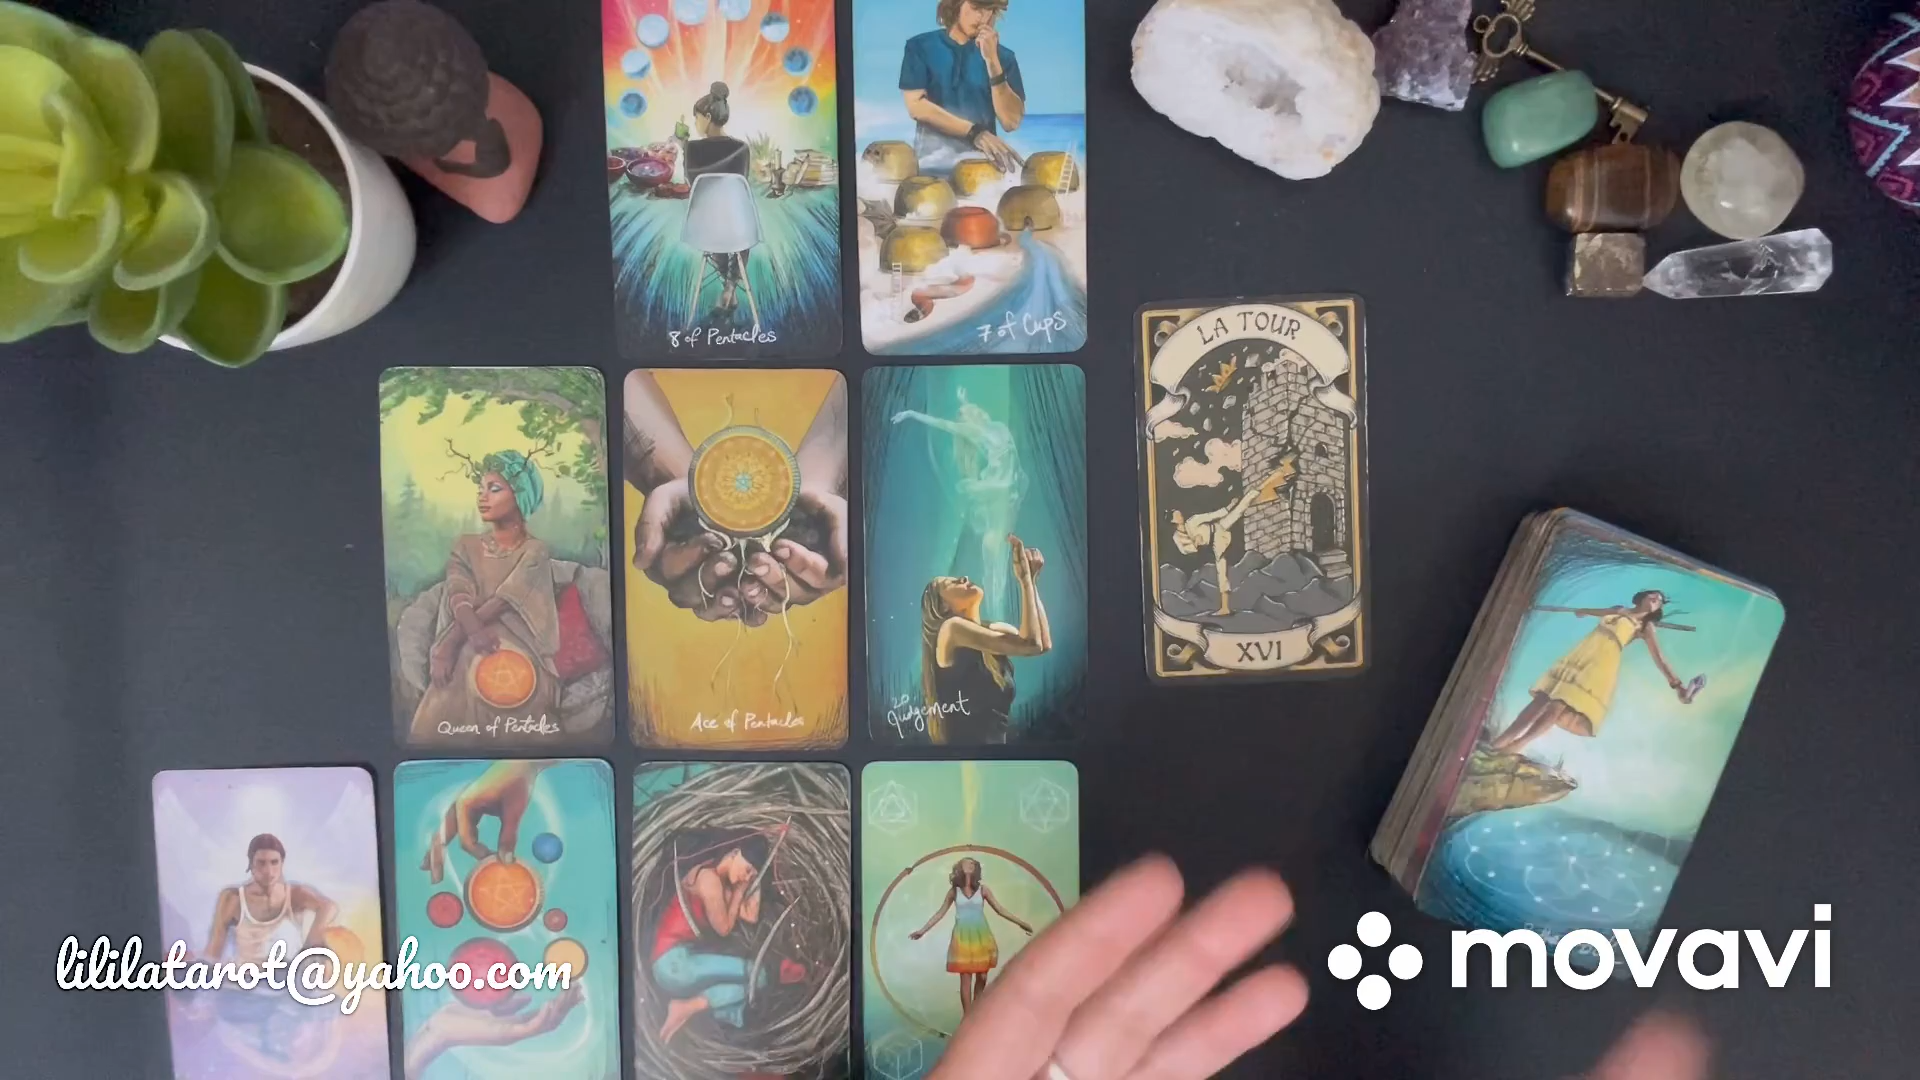 8 of Pentacles
7 of Cups
LA TOUR
XVI
Queen of Pentacles
Ace of Pentacles
20
Judgement
lililatarot@yahoo.com
movavi